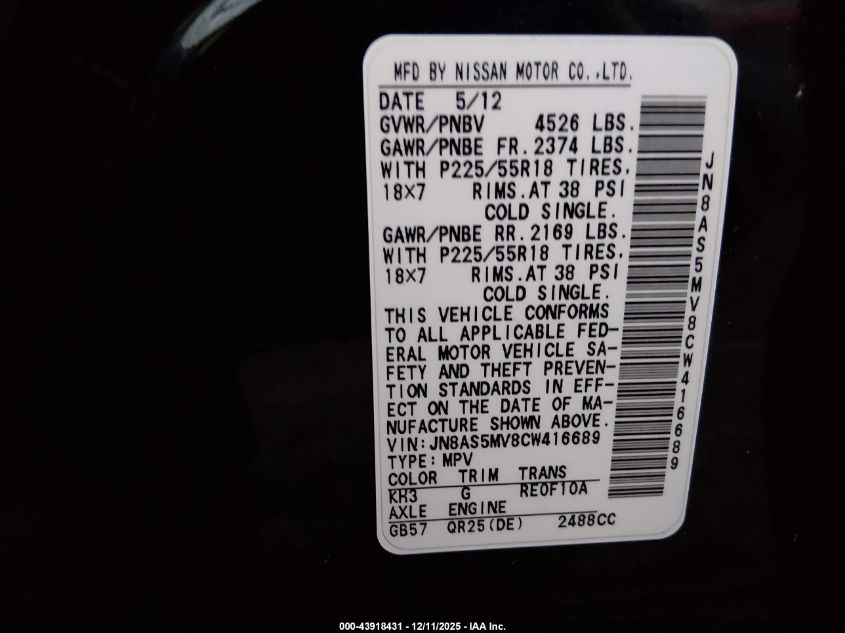 MFD BY NISSAN MOTOR CO.,LTD.
DATE 5/12
GVWR/PNBV 4526 LBS.
GAWR/PNBE FR. 2374 LBS.
WITH P225/55R18 TIRES,
18X7 RIMS. AT 38 PSI
COLD SINGLE.
GAWR/PNBE RR. 2169 LBS.
WITH P225/55R18 TIRES,
18X7 RIMS. AT 38 PSI
COLD SINGLE.
THIS VEHICLE CONFORMS
TO ALL APPLICABLE FED-
ERAL MOTOR VEHICLE SA-
FETY AND THEFT PREVEN-
TION STANDARDS IN EFF-
ECT ON THE DATE OF MA-
NUFACTURE SHOWN ABOVE.
VIN: JN8AS5MV8CW416689
TYPE: MPV
COLOR TRIM TRANS
KH3 G RE0F10A
AXLE ENGINE
GB57 QR25(DE) 2488CC
JN8AS5MV8CW416689
000-43918431 - 12/11/2025 - IAA Inc.